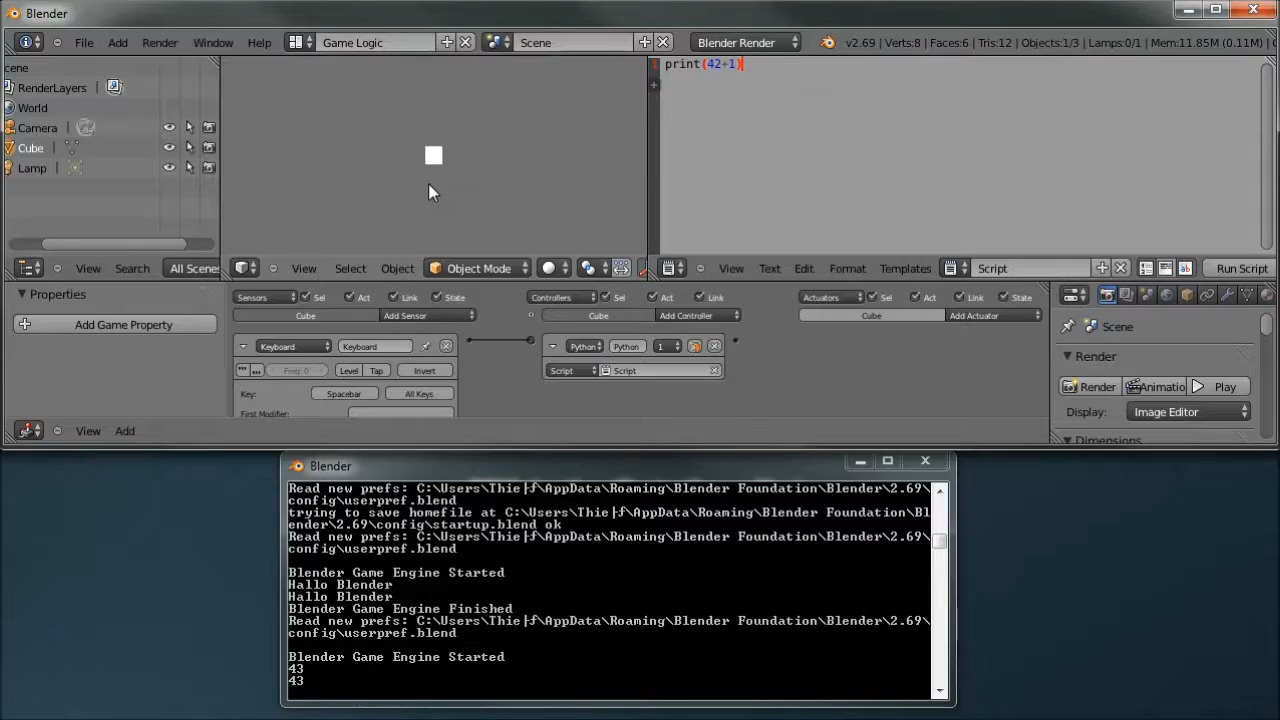 Blender
File Add Render Window Help Game Logic Scene Blender Render v2.69 | Verts:8 | Faces:6 | Tris:12 | Objects:1/3 | Lamps:0/1 | Mem:11.85M (0.11M) |
cene
RenderLayers |
World
Camera |
Cube |
Lamp |
View Search All Scenes
1 print(42+1)
View Select Object Object Mode
View Text Edit Format Templates Script Run Script
Properties
Add Game Property
Sensors Sel Act Link State
Cube Add Sensor
Keyboard Keyboard
Freq: 0 Level Tap Invert
Key: Spacebar All Keys
First Modifier:
Controllers Sel Act Link
Cube Add Controller
Python Python 1
Script Script
Actuators Sel Act Link State
Cube Add Actuator
Scene
Render
Render Animatio Play
Display: Image Editor
Dimensions
View Add
Blender
Read new prefs: C:\Users\Thie├f\AppData\Roaming\Blender Foundation\Blender\2.69\
config\userpref.blend
trying to save homefile at C:\Users\Thie├f\AppData\Roaming\Blender Foundation\Bl
ender\2.69\config\startup.blend ok
Read new prefs: C:\Users\Thie├f\AppData\Roaming\Blender Foundation\Blender\2.69\
config\userpref.blend
Blender Game Engine Started
Hallo Blender
Hallo Blender
Blender Game Engine Finished
Read new prefs: C:\Users\Thie├f\AppData\Roaming\Blender Foundation\Blender\2.69\
config\userpref.blend
Blender Game Engine Started
43
43